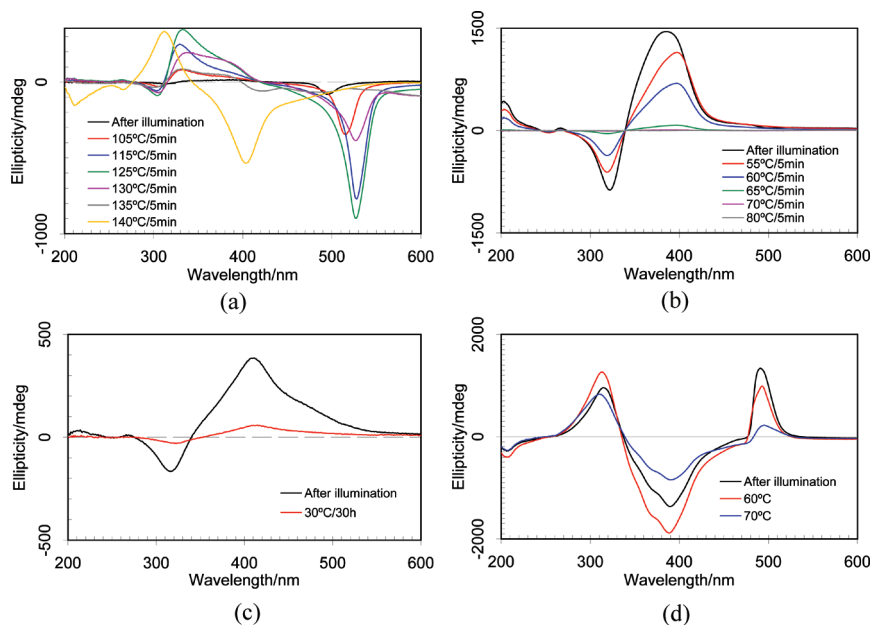 1500
0
-1000
Ellipticity/mdeg
After illumination
105ºC/5min
115ºC/5min
125ºC/5min
130ºC/5min
135ºC/5min
140ºC/5min
200 300 400 500 600
Wavelength/nm
(a)
0
-1500
Ellipticity/mdeg
After illumination
55ºC/5min
60ºC/5min
65ºC/5min
70ºC/5min
80ºC/5min
200 300 400 500 600
Wavelength/nm
(b)
500
0
-500
Ellipticity/mdeg
After illumination
30ºC/30h
200 300 400 500 600
Wavelength/nm
(c)
2000
0
-2000
Ellipticity/mdeg
After illumination
60ºC
70ºC
200 300 400 500 600
Wavelength/nm
(d)